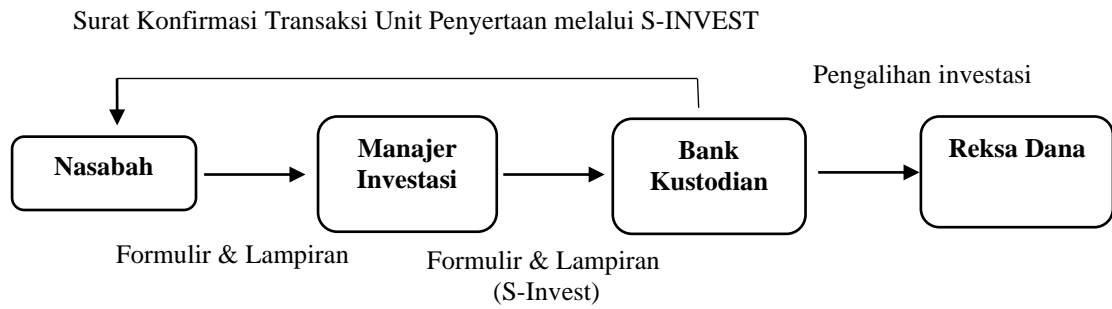 Surat Konfirmasi Transaksi Unit Penyertaan melalui S-INVEST
Pengalihan investasi
Nasabah
Manajer
Investasi
Bank
Kustodian
Reksa Dana
Formulir & Lampiran
Formulir & Lampiran
(S-Invest)